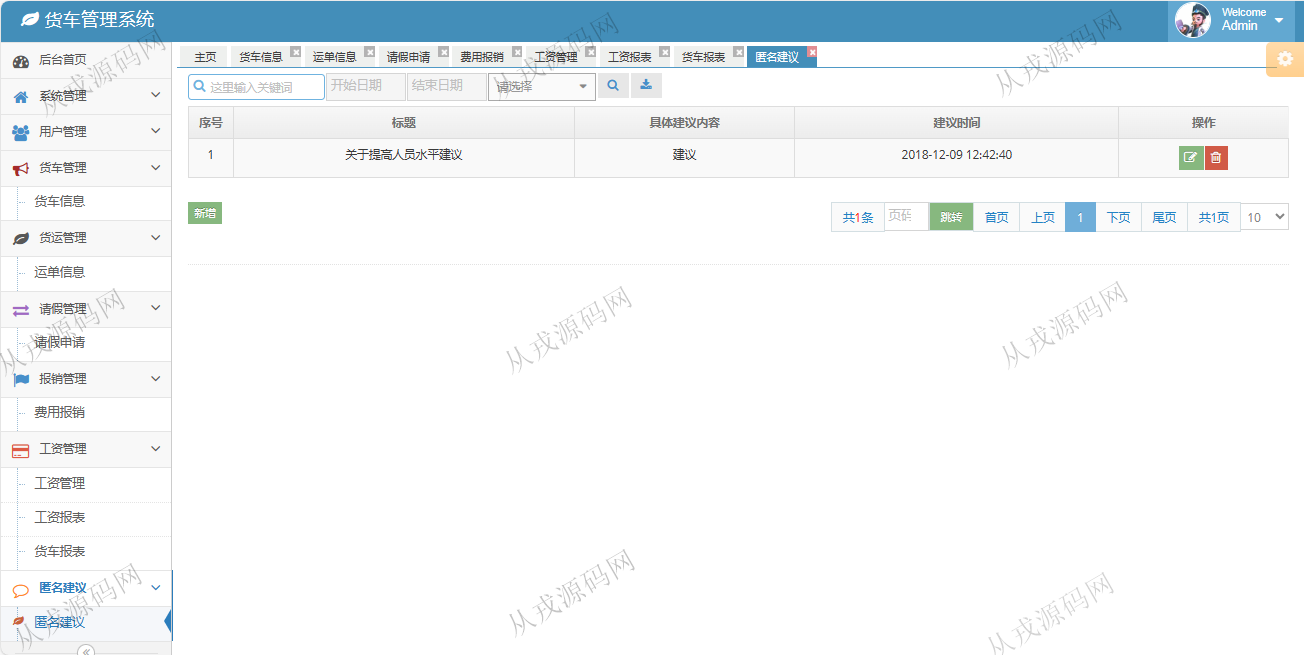 货车管理系统
Welcome
Admin
后台首页
系统管理
用户管理
货车管理
货车信息
货运管理
运单信息
请假管理
请假申请
报销管理
费用报销
工资管理
工资管理
工资报表
货车报表
匿名建议
匿名建议
主页 货车信息 运单信息 请假申请 费用报销 工资管理 工资报表 货车报表 匿名建议
这里输入关键词 开始日期 结束日期 请选择
序号 标题 具体建议内容 建议时间 操作
1 关于提高人员水平建议 建议 2018-12-09 12:42:40
新增
共1条 页码 跳转 首页 上页 1 下页 尾页 共1页 10
从戎源码网
从戎源码网
从戎源码网
从戎源码网
从戎源码网
从戎源码网
从戎源码网
从戎源码网
从戎源码网